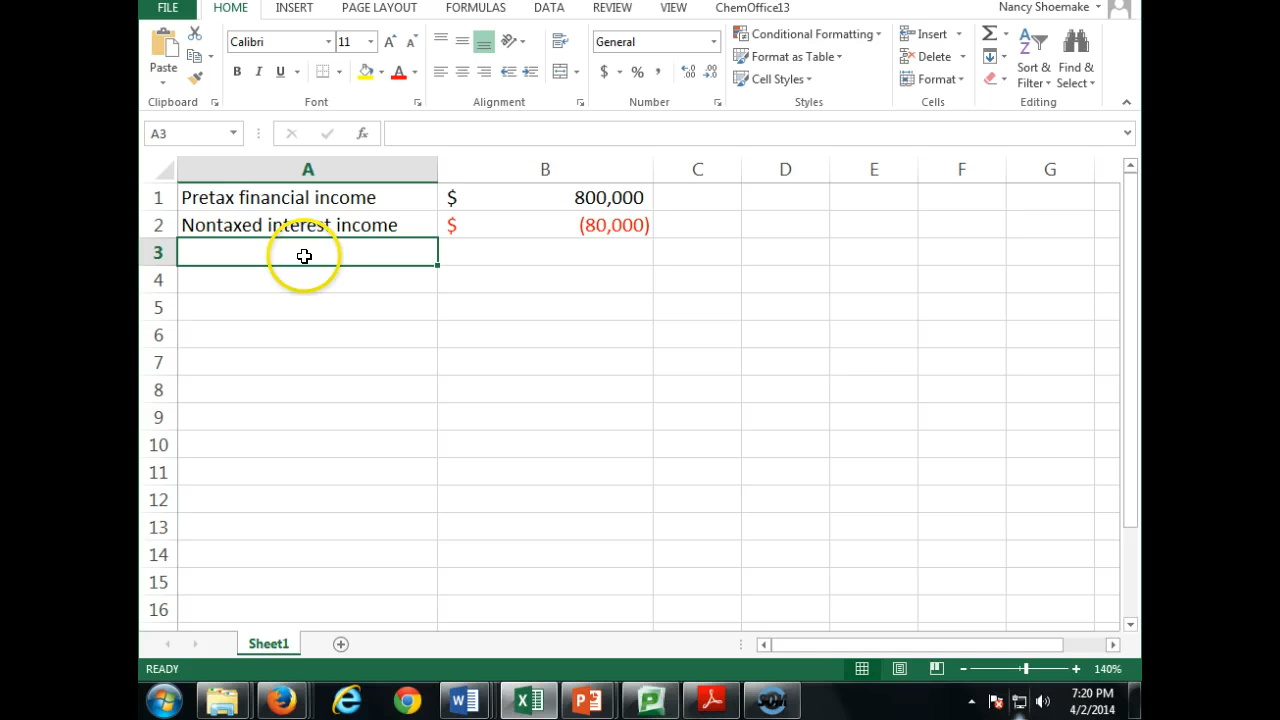 FILE HOME INSERT PAGE LAYOUT FORMULAS DATA REVIEW VIEW ChemOffice13 Nancy Shoemake
Calibri 11 General Conditional Formatting Insert
Paste B I U $ % , Format as Table Delete Sort & Find &
Cell Styles Format Filter Select
Clipboard Font Alignment Number Styles Cells Editing
A3 fx
A B C D E F G
1 Pretax financial income $ 800,000
2 Nontaxed interest income $ (80,000)
3
4
5
6
7
8
9
10
11
12
13
14
15
16
Sheet1
READY 140%
7:20 PM
4/2/2014